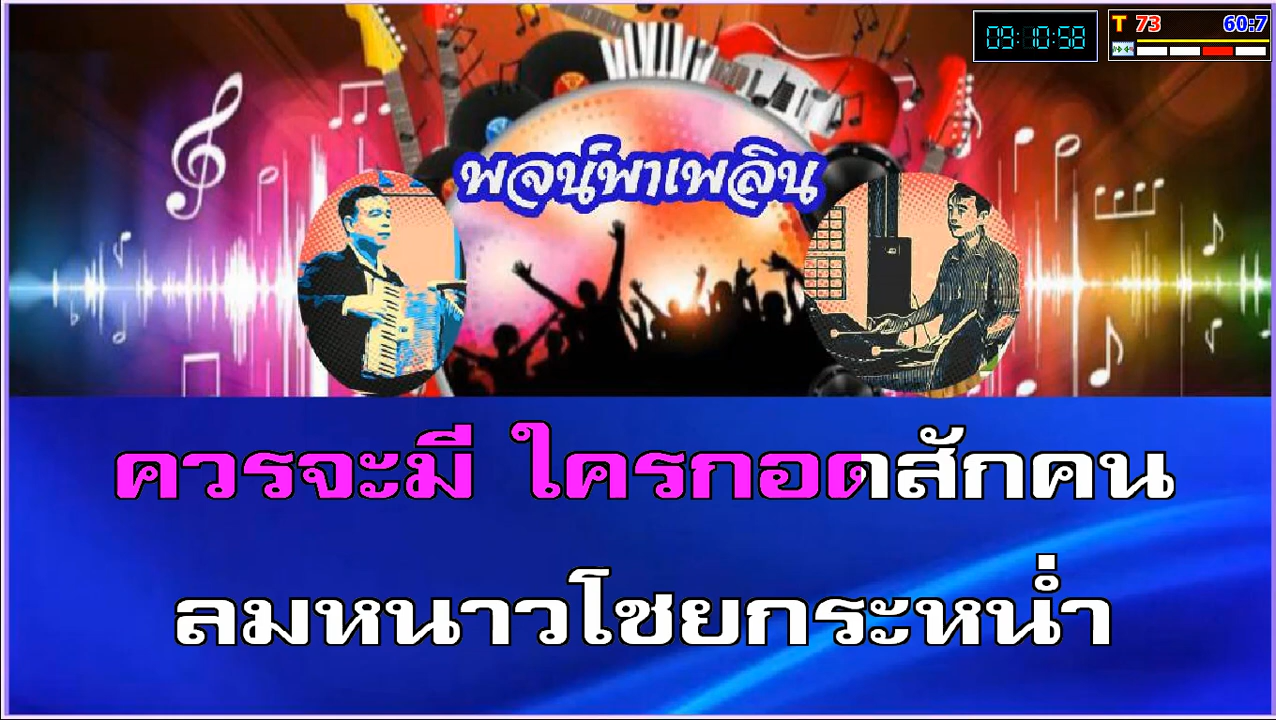 09:10:58
T 73 60:7
พจน์พาเพลิน
ควรจะมี ใครกอดสักคน
ลมหนาวโชยกระหน่ำ